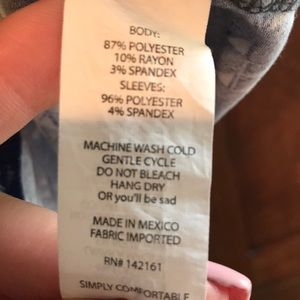 BODY:
87% POLYESTER
10% RAYON
3% SPANDEX
SLEEVES:
96% POLYESTER
4% SPANDEX
MACHINE WASH COLD
GENTLE CYCLE
DO NOT BLEACH
HANG DRY
OR you'll be sad
MADE IN MEXICO
FABRIC IMPORTED
RN# 142161
SIMPLY COMFORTABLE